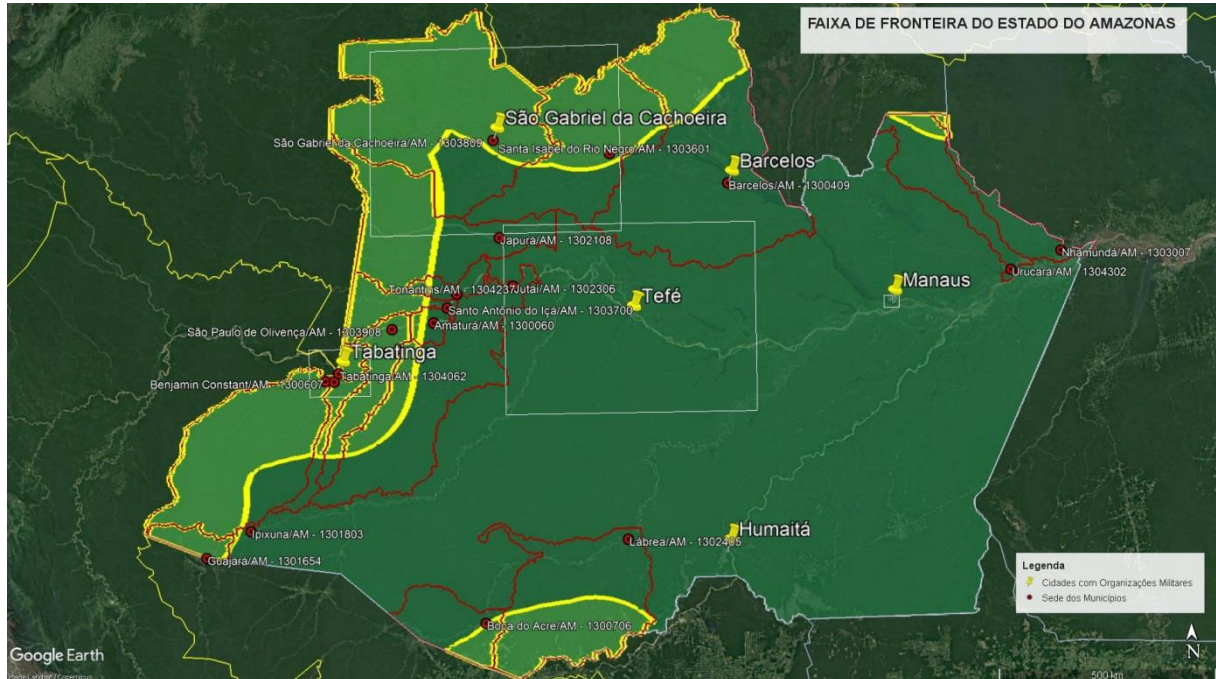 FAIXA DE FRONTEIRA DO ESTADO DO AMAZONAS
São Gabriel da Cachoeira
São Gabriel da Cachoeira/AM - 1303809
Santa Isabel do Rio Negro/AM - 1303601
Barcelos
Barcelos/AM - 1300409
Japurá/AM - 1302108
Nhamundá/AM - 1303007
Urucará/AM - 1304302
Manaus
Tonantins/AM - 1304237
Jutaí/AM - 1302306
Tefé
Santo Antônio do Içá/AM - 1303700
Amaturá/AM - 1300060
São Paulo de Olivença/AM - 1303908
Tabatinga
Tabatinga/AM - 1304062
Benjamin Constant/AM - 1300607
Ipixuna/AM - 1301803
Guajará/AM - 1301654
Lábrea/AM - 1302405
Humaitá
Boca do Acre/AM - 1300706
Legenda
Cidades com Organizações Militares
Sede dos Municípios
Google Earth
Image Landsat / Copernicus
N
500 km